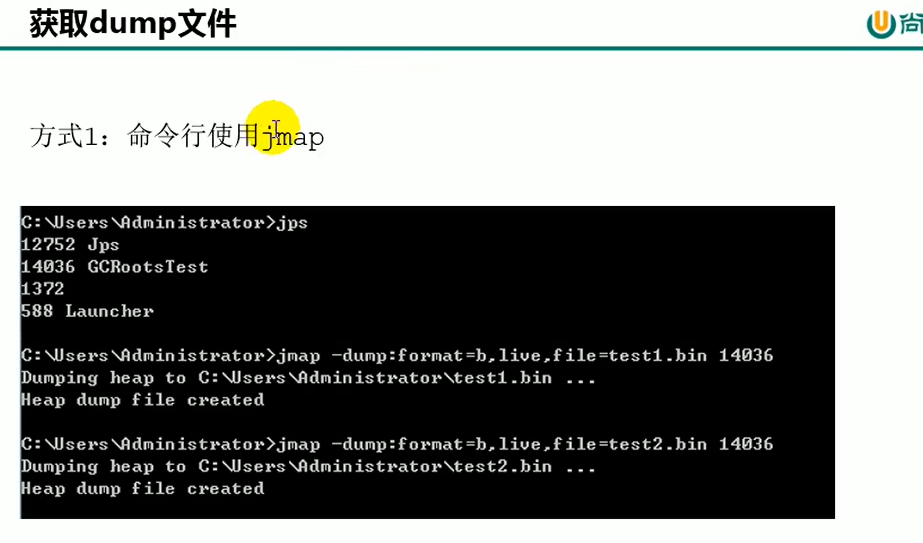 获取dump文件
尚
方式1：命令行使用jmap
C:\Users\Administrator>jps
12752 Jps
14036 GCRootsTest
1372
588 Launcher
C:\Users\Administrator>jmap -dump:format=b,live,file=test1.bin 14036
Dumping heap to C:\Users\Administrator\test1.bin ...
Heap dump file created
C:\Users\Administrator>jmap -dump:format=b,live,file=test2.bin 14036
Dumping heap to C:\Users\Administrator\test2.bin ...
Heap dump file created